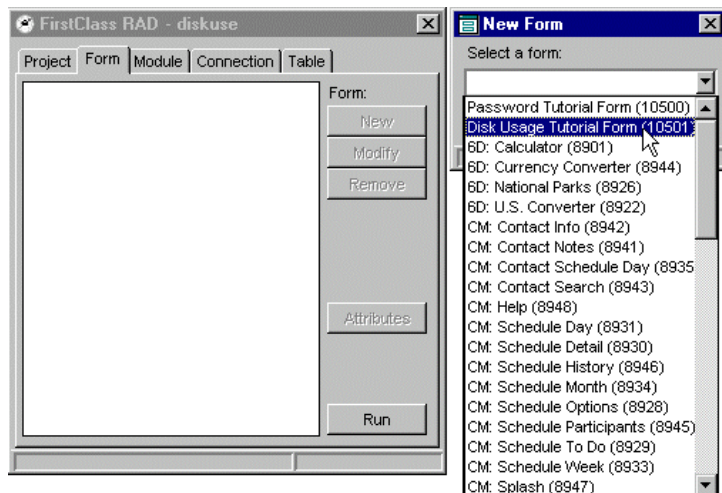 FirstClass RAD - diskuse
Project Form Module Connection Table
Form:
New
Modify
Remove
Attributes
Run
New Form
Select a form:
Password Tutorial Form (10500)
Disk Usage Tutorial Form (10501
6D: Calculator (8901)
6D: Currency Converter (8944)
6D: National Parks (8926)
6D: U.S. Converter (8922)
CM: Contact Info (8942)
CM: Contact Notes (8941)
CM: Contact Schedule Day (8935
CM: Contact Search (8943)
CM: Help (8948)
CM: Schedule Day (8931)
CM: Schedule Detail (8930)
CM: Schedule History (8946)
CM: Schedule Month (8934)
CM: Schedule Options (8928)
CM: Schedule Participants (8945)
CM: Schedule To Do (8929)
CM: Schedule Week (8933)
CM: Splash (8947)